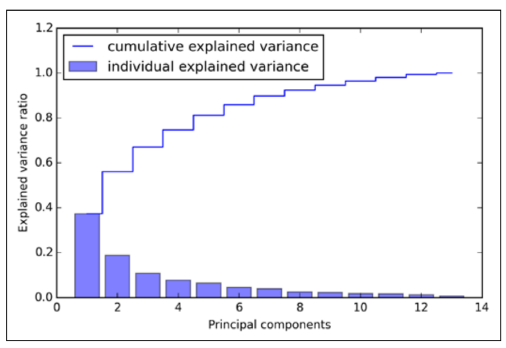 1.2
cumulative explained variance
individual explained variance
1.0
0.8
0.6
0.4
0.2
0.0
Explained variance ratio
0 2 4 6 8 10 12 14
Principal components